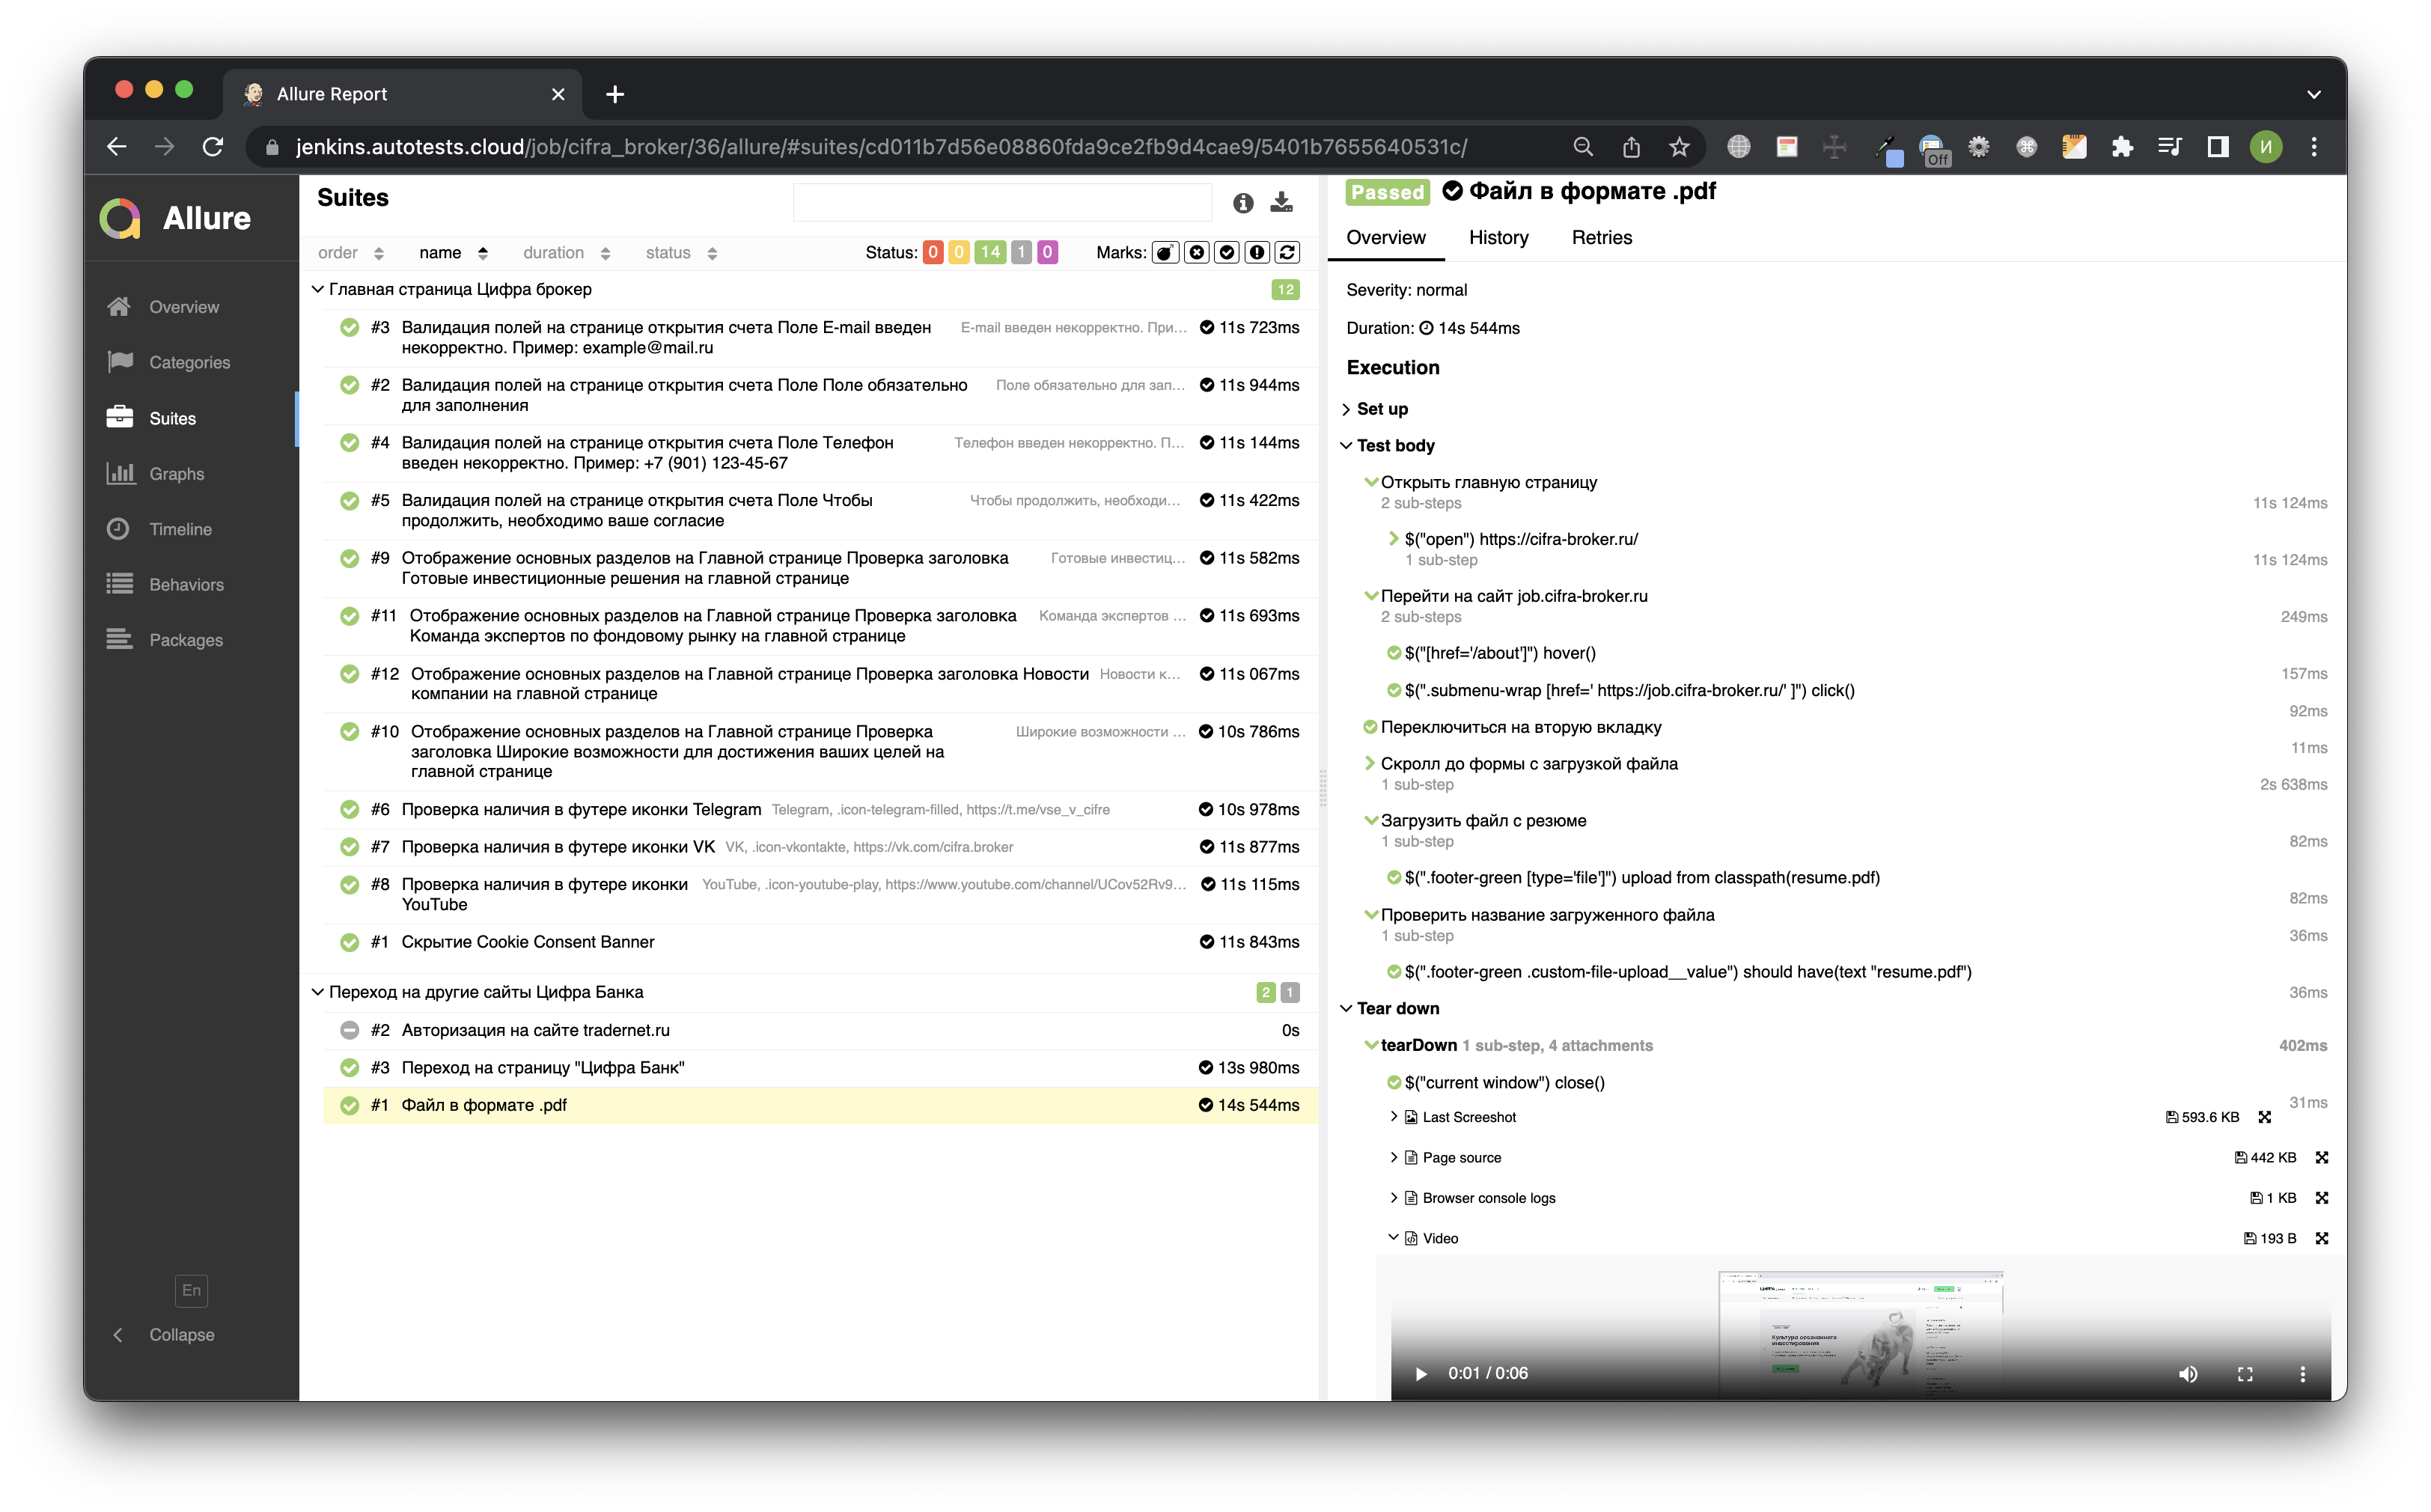 Allure Report
jenkins.autotests.cloud/job/cifra_broker/36/allure/#suites/cd011b7d56e08860fda9ce2fb9d4cae9/5401b7655640531c/
Off
И
Allure
Overview
Categories
Suites
Graphs
Timeline
Behaviors
Packages
En
Collapse
Suites
order name duration status Status: 0 0 14 1 0 Marks:
Главная страница Цифра брокер 12
#3 Валидация полей на странице открытия счета Поле E-mail введен E-mail введен некорректно. При... 11s 723ms
некорректно. Пример: example@mail.ru
#2 Валидация полей на странице открытия счета Поле Поле обязательно Поле обязательно для зап... 11s 944ms
для заполнения
#4 Валидация полей на странице открытия счета Поле Телефон Телефон введен некорректно. П... 11s 144ms
введен некорректно. Пример: +7 (901) 123-45-67
#5 Валидация полей на странице открытия счета Поле Чтобы Чтобы продолжить, необходи... 11s 422ms
продолжить, необходимо ваше согласие
#9 Отображение основных разделов на Главной странице Проверка заголовка Готовые инвестиц... 11s 582ms
Готовые инвестиционные решения на главной странице
#11 Отображение основных разделов на Главной странице Проверка заголовка Команда экспертов ... 11s 693ms
Команда экспертов по фондовому рынку на главной странице
#12 Отображение основных разделов на Главной странице Проверка заголовка Новости Новости к... 11s 067ms
компании на главной странице
#10 Отображение основных разделов на Главной странице Проверка Широкие возможности ... 10s 786ms
заголовка Широкие возможности для достижения ваших целей на
главной странице
#6 Проверка наличия в футере иконки Telegram Telegram, .icon-telegram-filled, https://t.me/vse_v_cifre 10s 978ms
#7 Проверка наличия в футере иконки VK VK, .icon-vkontakte, https://vk.com/cifra.broker 11s 877ms
#8 Проверка наличия в футере иконки YouTube, .icon-youtube-play, https://www.youtube.com/channel/UCov52Rv9... 11s 115ms
YouTube
#1 Скрытие Cookie Consent Banner 11s 843ms
Переход на другие сайты Цифра Банка 2 1
#2 Авторизация на сайте tradernet.ru 0s
#3 Переход на страницу "Цифра Банк" 13s 980ms
#1 Файл в формате .pdf 14s 544ms
Passed Файл в формате .pdf
Overview History Retries
Severity: normal
Duration: 14s 544ms
Execution
Set up
Test body
Открыть главную страницу
2 sub-steps 11s 124ms
$("open") https://cifra-broker.ru/
1 sub-step 11s 124ms
Перейти на сайт job.cifra-broker.ru
2 sub-steps 249ms
$("[href='/about']") hover()
157ms
$(".submenu-wrap [href=' https://job.cifra-broker.ru/' ]") click()
92ms
Переключиться на вторую вкладку
11ms
Скролл до формы с загрузкой файла
1 sub-step 2s 638ms
Загрузить файл с резюме
1 sub-step 82ms
$(".footer-green [type='file']") upload from classpath(resume.pdf)
82ms
Проверить название загруженного файла
1 sub-step 36ms
$(".footer-green .custom-file-upload__value") should have(text "resume.pdf")
36ms
Tear down
tearDown 1 sub-step, 4 attachments 402ms
$("current window") close()
31ms
Last Screeshot 593.6 KB
Page source 442 KB
Browser console logs 1 KB
Video 193 B
Культура осознанного
инвестирования
0:01 / 0:06